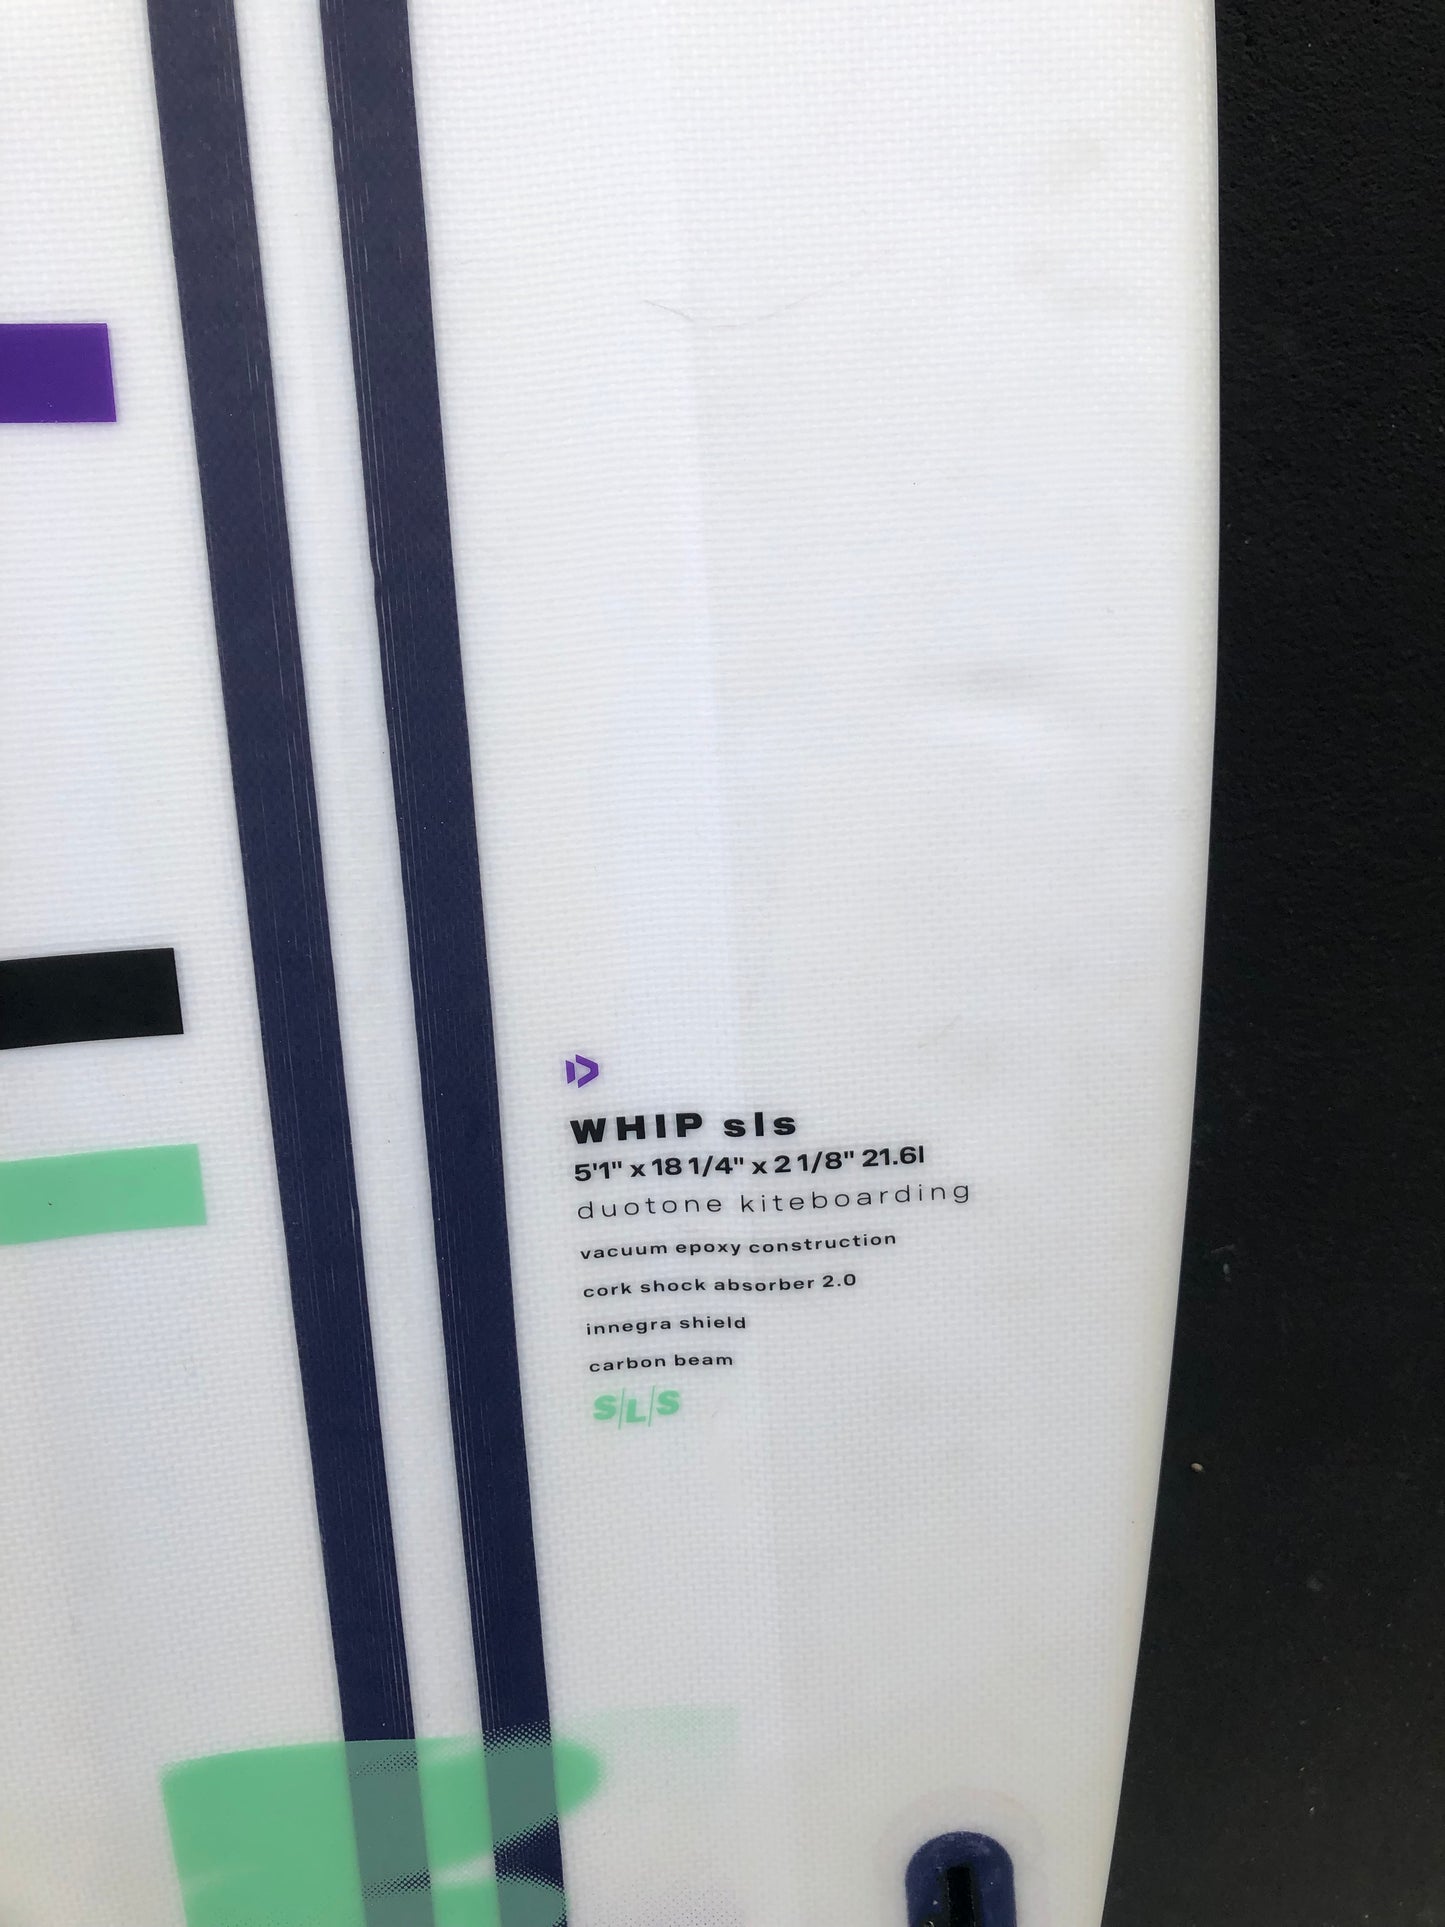 WHIP sls
5'1" x 18 1/4" x 2 1/8" 21.6l
duotone kiteboarding
vacuum epoxy construction
cork shock absorber 2.0
innegra shield
carbon beam
S/L/S